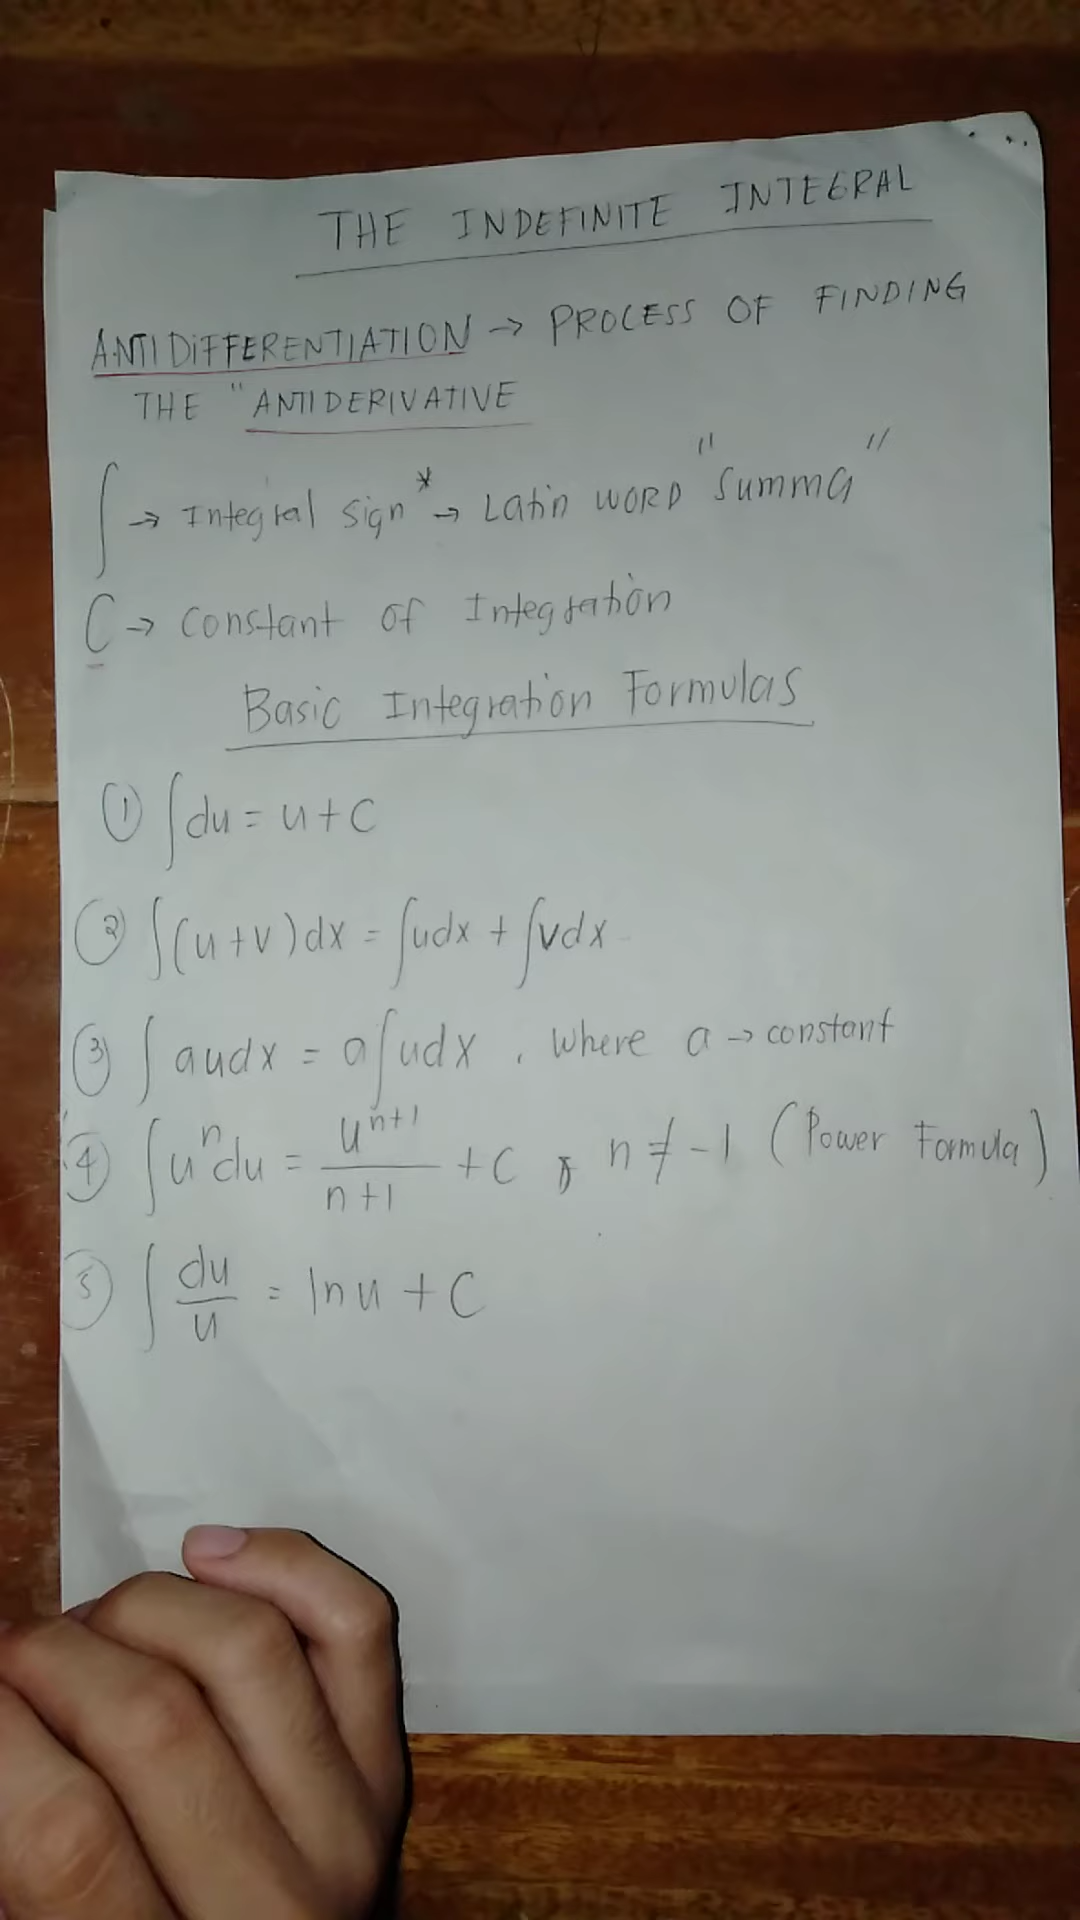 THE INDEFINITE INTEGRAL
ANTIDIFFERENTIATION → PROCESS OF FINDING
THE "ANTIDERIVATIVE
∫ → Integral sign* → Latin WORD "Summa"
C → constant of Integration
Basic Integration Formulas
① ∫du = u + C
② ∫(u + v)dx = ∫udx + ∫vdx
③ ∫audx = a∫udx , Where a → constant
④ ∫uⁿdu = uⁿ⁺¹/n+1 + C , n ≠ -1 (Power Formula)
⑤ ∫du/u = ln u + C